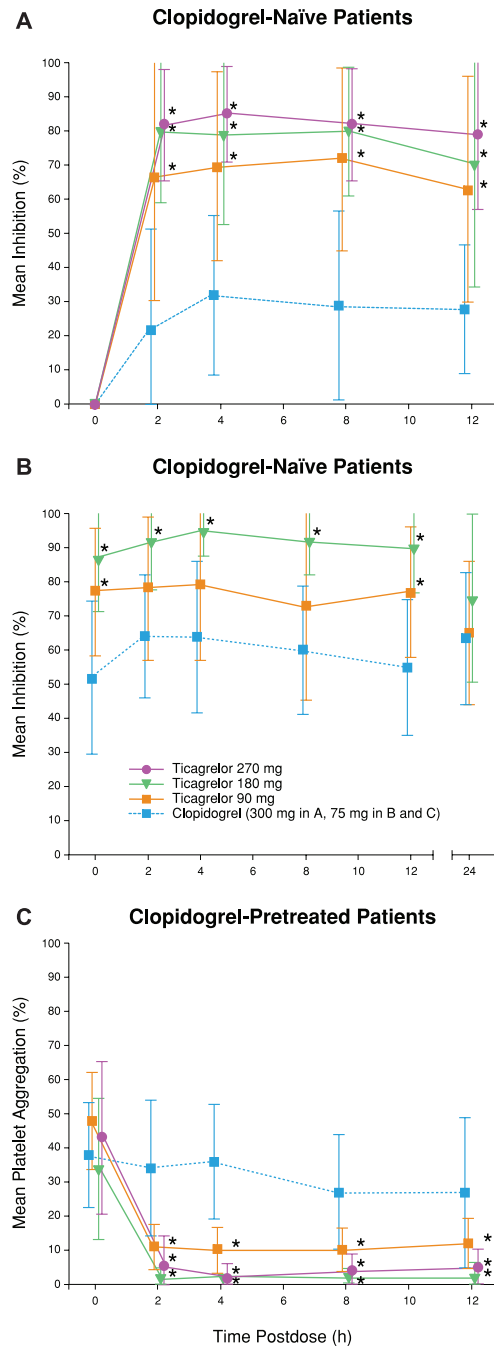 A
Clopidogrel-Naïve Patients
Mean Inhibition (%)
100
90
80
70
60
50
40
30
20
10
0
* * * *
* * * *
* * * *
0 2 4 6 8 10 12
B
Clopidogrel-Naïve Patients
Mean Inhibition (%)
100
90
80
70
60
50
40
30
20
10
0
* * * * *
* *
Ticagrelor 270 mg
Ticagrelor 180 mg
Ticagrelor 90 mg
Clopidogrel (300 mg in A, 75 mg in B and C)
0 2 4 6 8 10 12 24
C
Clopidogrel-Pretreated Patients
Mean Platelet Aggregation (%)
100
90
80
70
60
50
40
30
20
10
0
* * * *
* * * *
* * * *
0 2 4 6 8 10 12
Time Postdose (h)